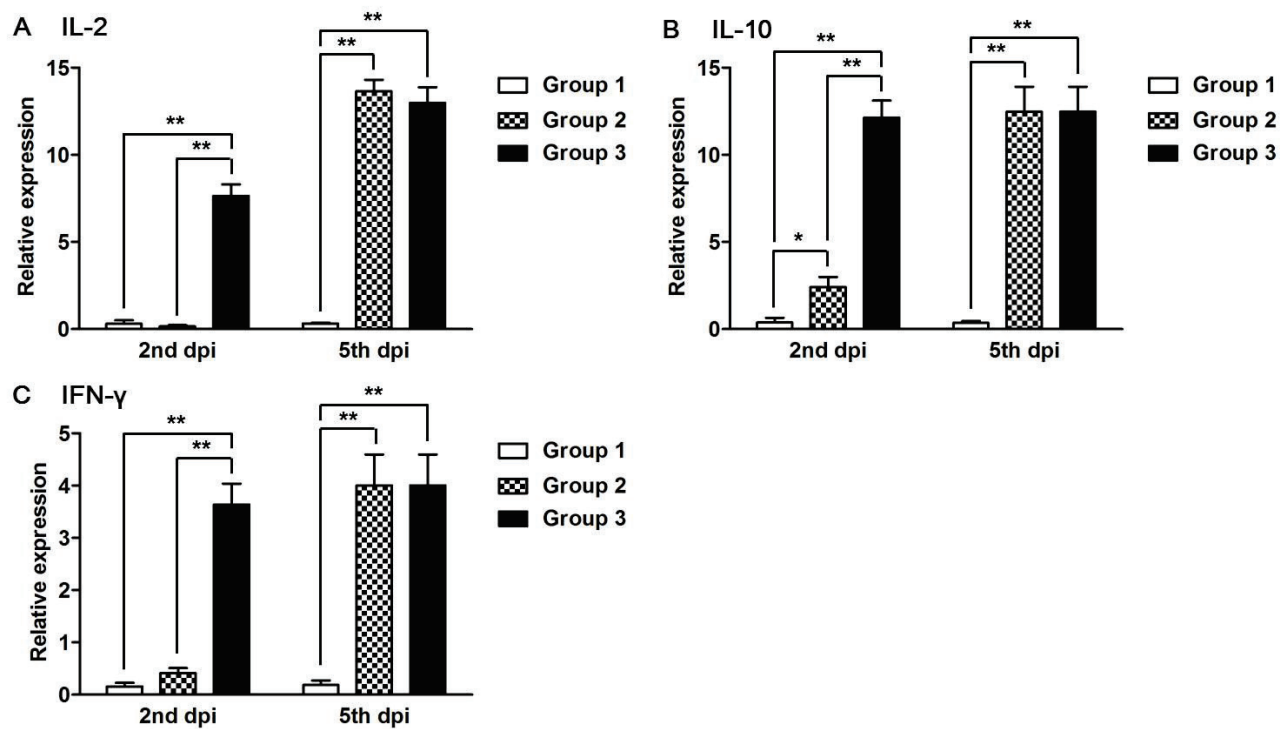 A IL-2
**
**
**
**
15
10
5
0
Relative expression
2nd dpi
5th dpi
Group 1
Group 2
Group 3
B IL-10
**
**
*
**
**
15
10
5
0
Relative expression
2nd dpi
5th dpi
Group 1
Group 2
Group 3
C IFN-γ
**
**
**
**
5
4
3
2
1
0
Relative expression
2nd dpi
5th dpi
Group 1
Group 2
Group 3